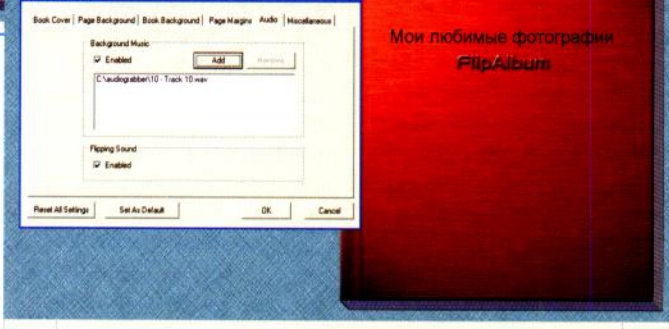 Book Cover
Page Background
Book Background
Page Margins
Audio
Miscellaneous
Background Music
Enabled
Add
Remove
C:\audiograbber\10 - Track 10.wav
Flipping Sound
Enabled
Reset All Settings
Set As Default
OK
Cancel
Мои любимые фотографии
FlipAlbum